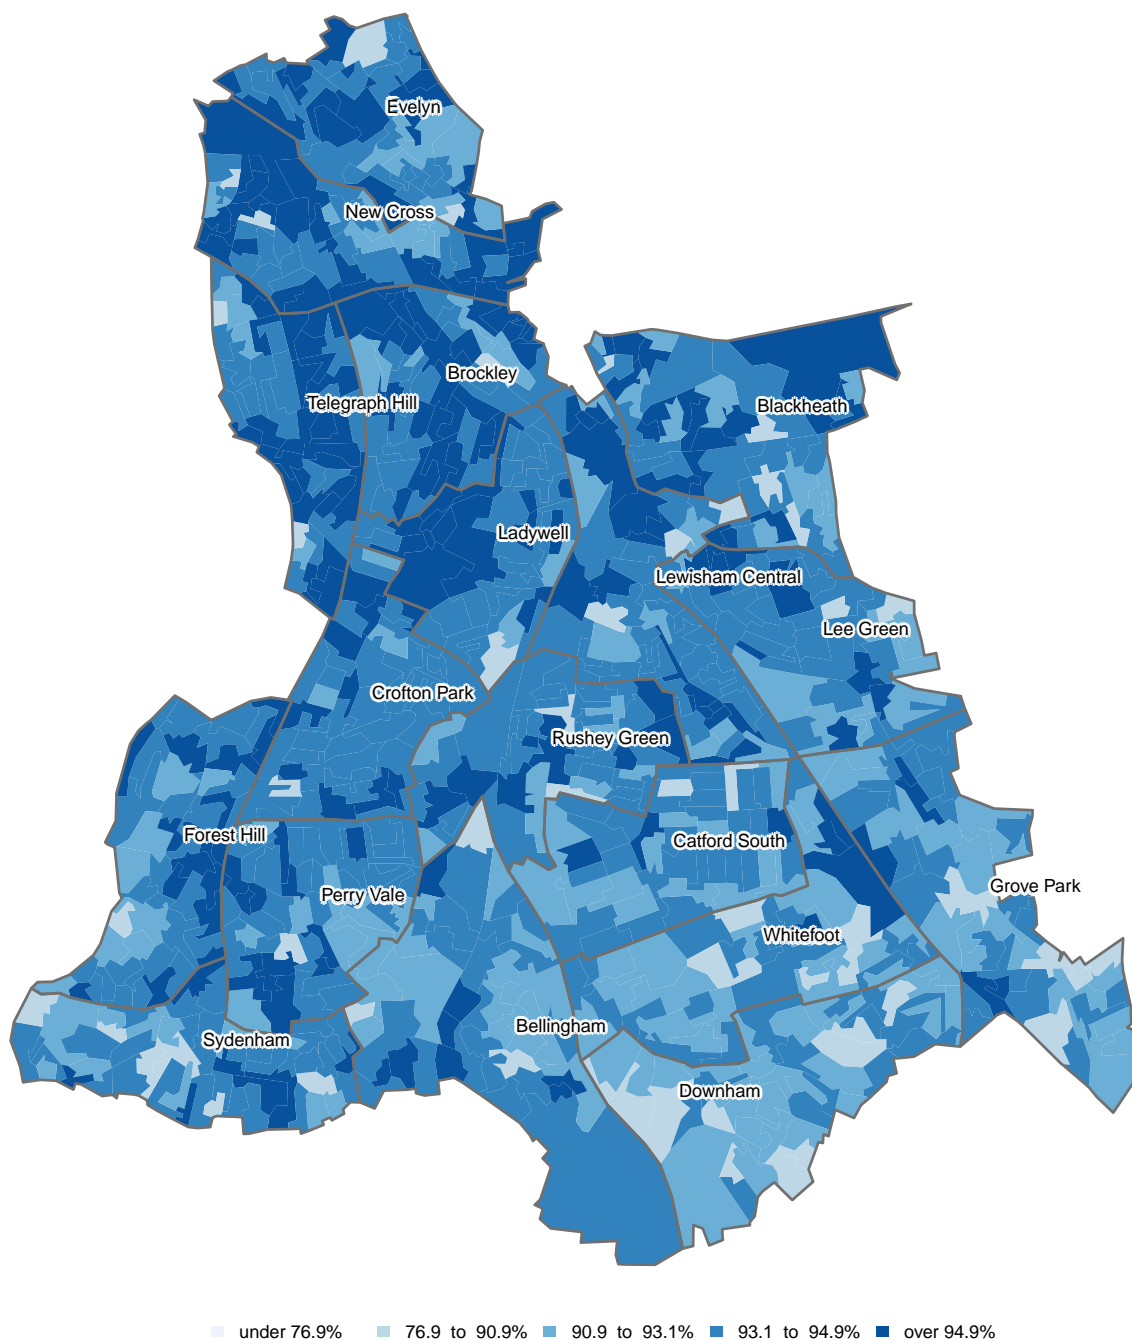 Evelyn
New Cross
Brockley
Telegraph Hill
Blackheath
Ladywell
Lewisham Central
Lee Green
Crofton Park
Rushey Green
Forest Hill
Catford South
Perry Vale
Grove Park
Whitefoot
Sydenham
Bellingham
Downham
under 76.9% 76.9 to 90.9% 90.9 to 93.1% 93.1 to 94.9% over 94.9%